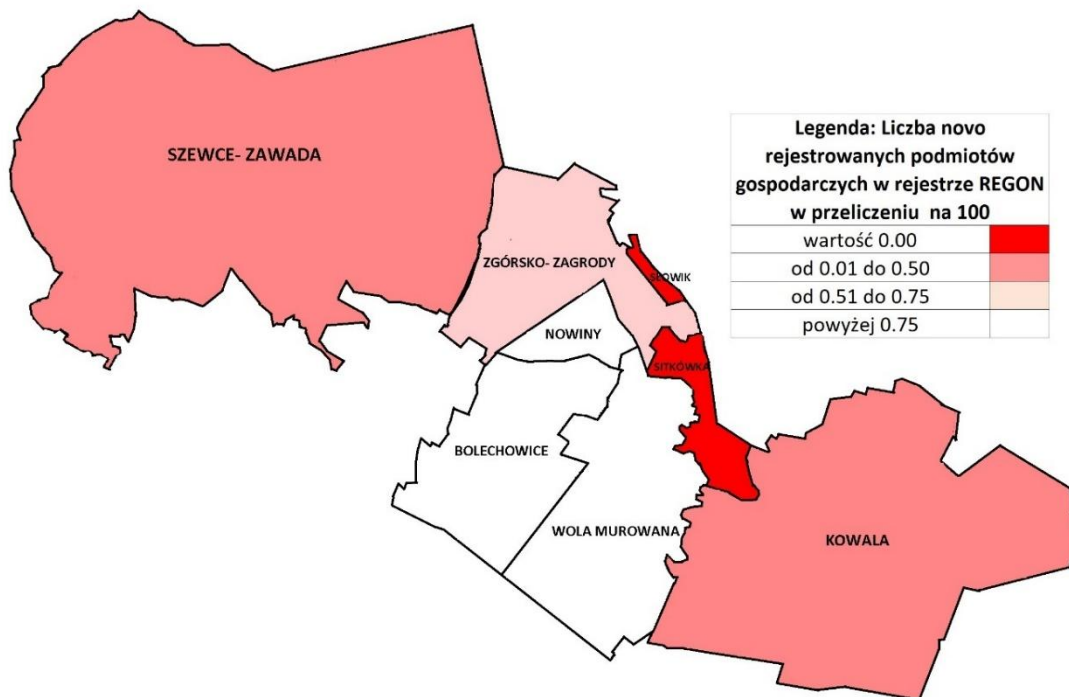 SZEWCE- ZAWADA
Legenda: Liczba novo
rejestrowanych podmiotów
gospodarczych w rejestrze REGON
w przeliczeniu na 100
wartość 0.00
od 0.01 do 0.50
od 0.51 do 0.75
powyżej 0.75
ZGÓRSKO- ZAGRODY
SŁOWIK
NOWINY
SITKÓWKA
BOLECHOWICE
WOLA MUROWANA
KOWALA